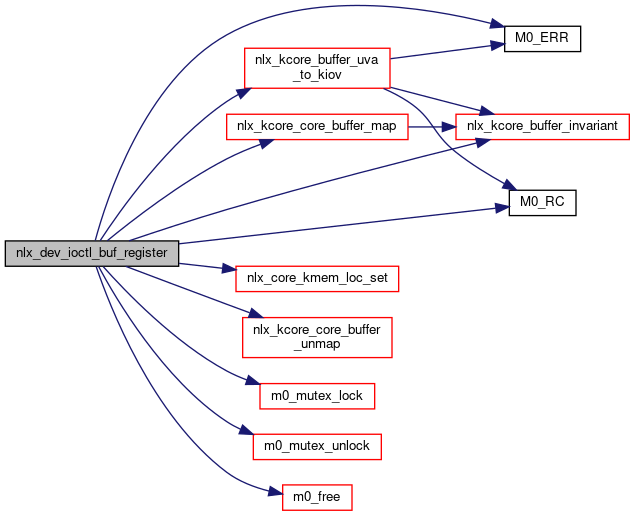 M0_ERR
nlx_kcore_buffer_uva
_to_kiov
nlx_kcore_core_buffer_map
nlx_kcore_buffer_invariant
M0_RC
nlx_dev_ioctl_buf_register
nlx_core_kmem_loc_set
nlx_kcore_core_buffer
_unmap
m0_mutex_lock
m0_mutex_unlock
m0_free